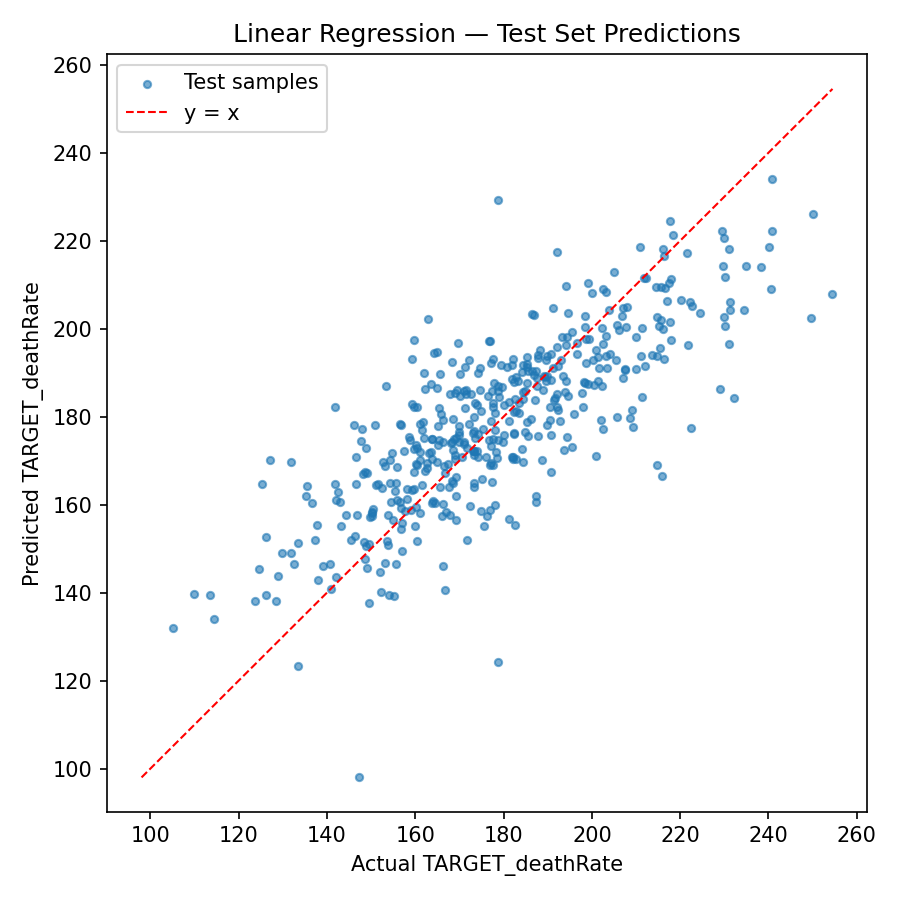 Linear Regression — Test Set Predictions
Test samples
y = x
260
240
220
200
180
160
140
120
100
Predicted TARGET_deathRate
100 120 140 160 180 200 220 240 260
Actual TARGET_deathRate